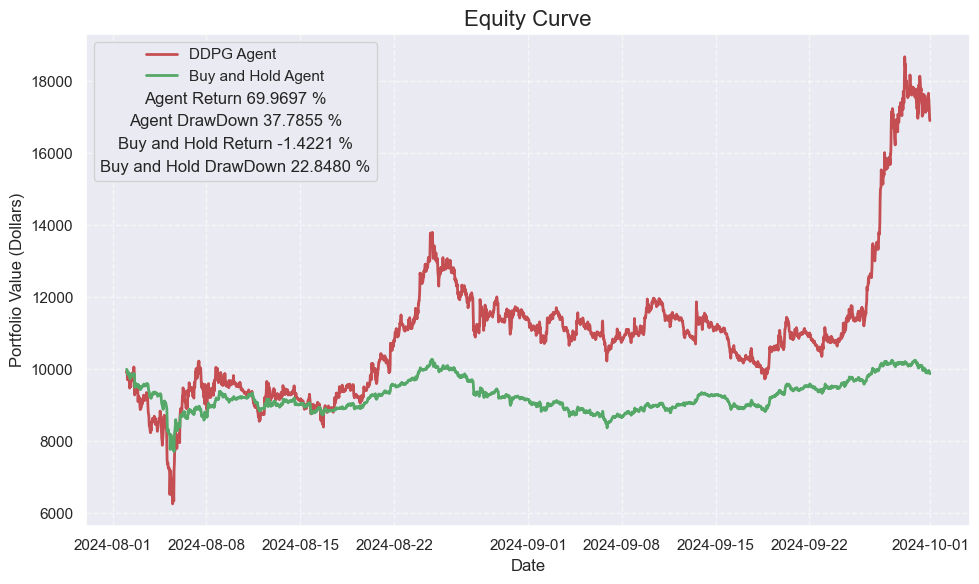 Equity Curve
DDPG Agent
Buy and Hold Agent
Agent Return 69.9697 %
Agent DrawDown 37.7855 %
Buy and Hold Return -1.4221 %
Buy and Hold DrawDown 22.8480 %
Portfolio Value (Dollars)
18000
16000
14000
12000
10000
8000
6000
2024-08-01 2024-08-08 2024-08-15 2024-08-22 2024-09-01 2024-09-08 2024-09-15 2024-09-22 2024-10-01
Date